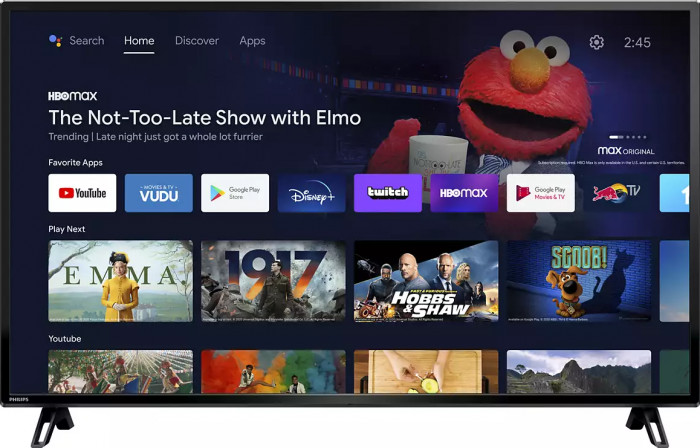 Search Home Discover Apps 2:45
HBOmax
The Not-Too-Late Show with Elmo
Trending | Late night just got a whole lot furrier
max ORIGINAL
Subscription required. HBO Max is only available in the U.S. and certain U.S. territories.
Favorite Apps
YouTube
MOVIES & TV
VUDU
Google Play
Store
Disney+
twitch
HBOmax
Google Play
Movies & TV
Red Bull TV
Play Next
EMMA.
1917
FAST & FURIOUS
HOBBS
& SHAW
SCOOB!
Youtube
PHILIPS